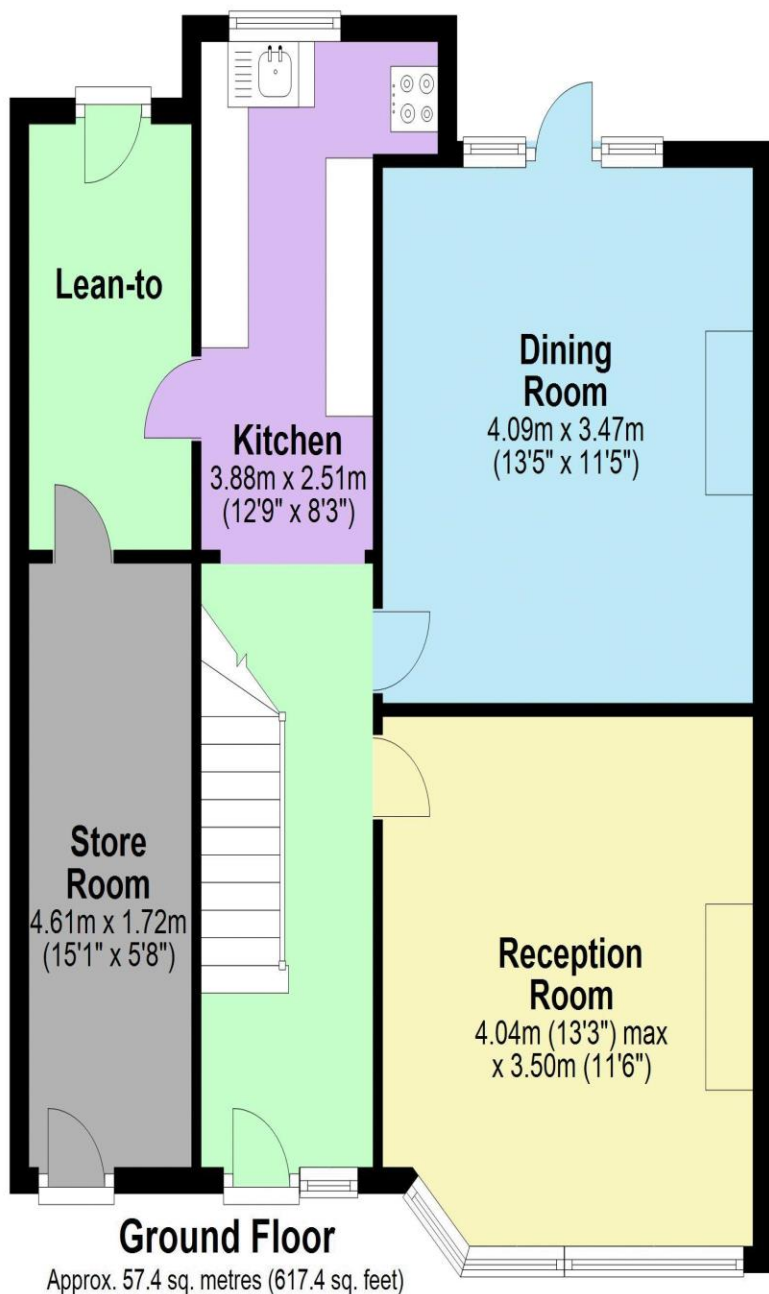 Lean-to
Dining
Room
4.09m x 3.47m
(13'5" x 11'5")
Kitchen
3.88m x 2.51m
(12'9" x 8'3")
Store
Room
4.61m x 1.72m
(15'1" x 5'8")
Reception
Room
4.04m (13'3") max
x 3.50m (11'6")
Ground Floor
Approx. 57.4 sq. metres (617.4 sq. feet)